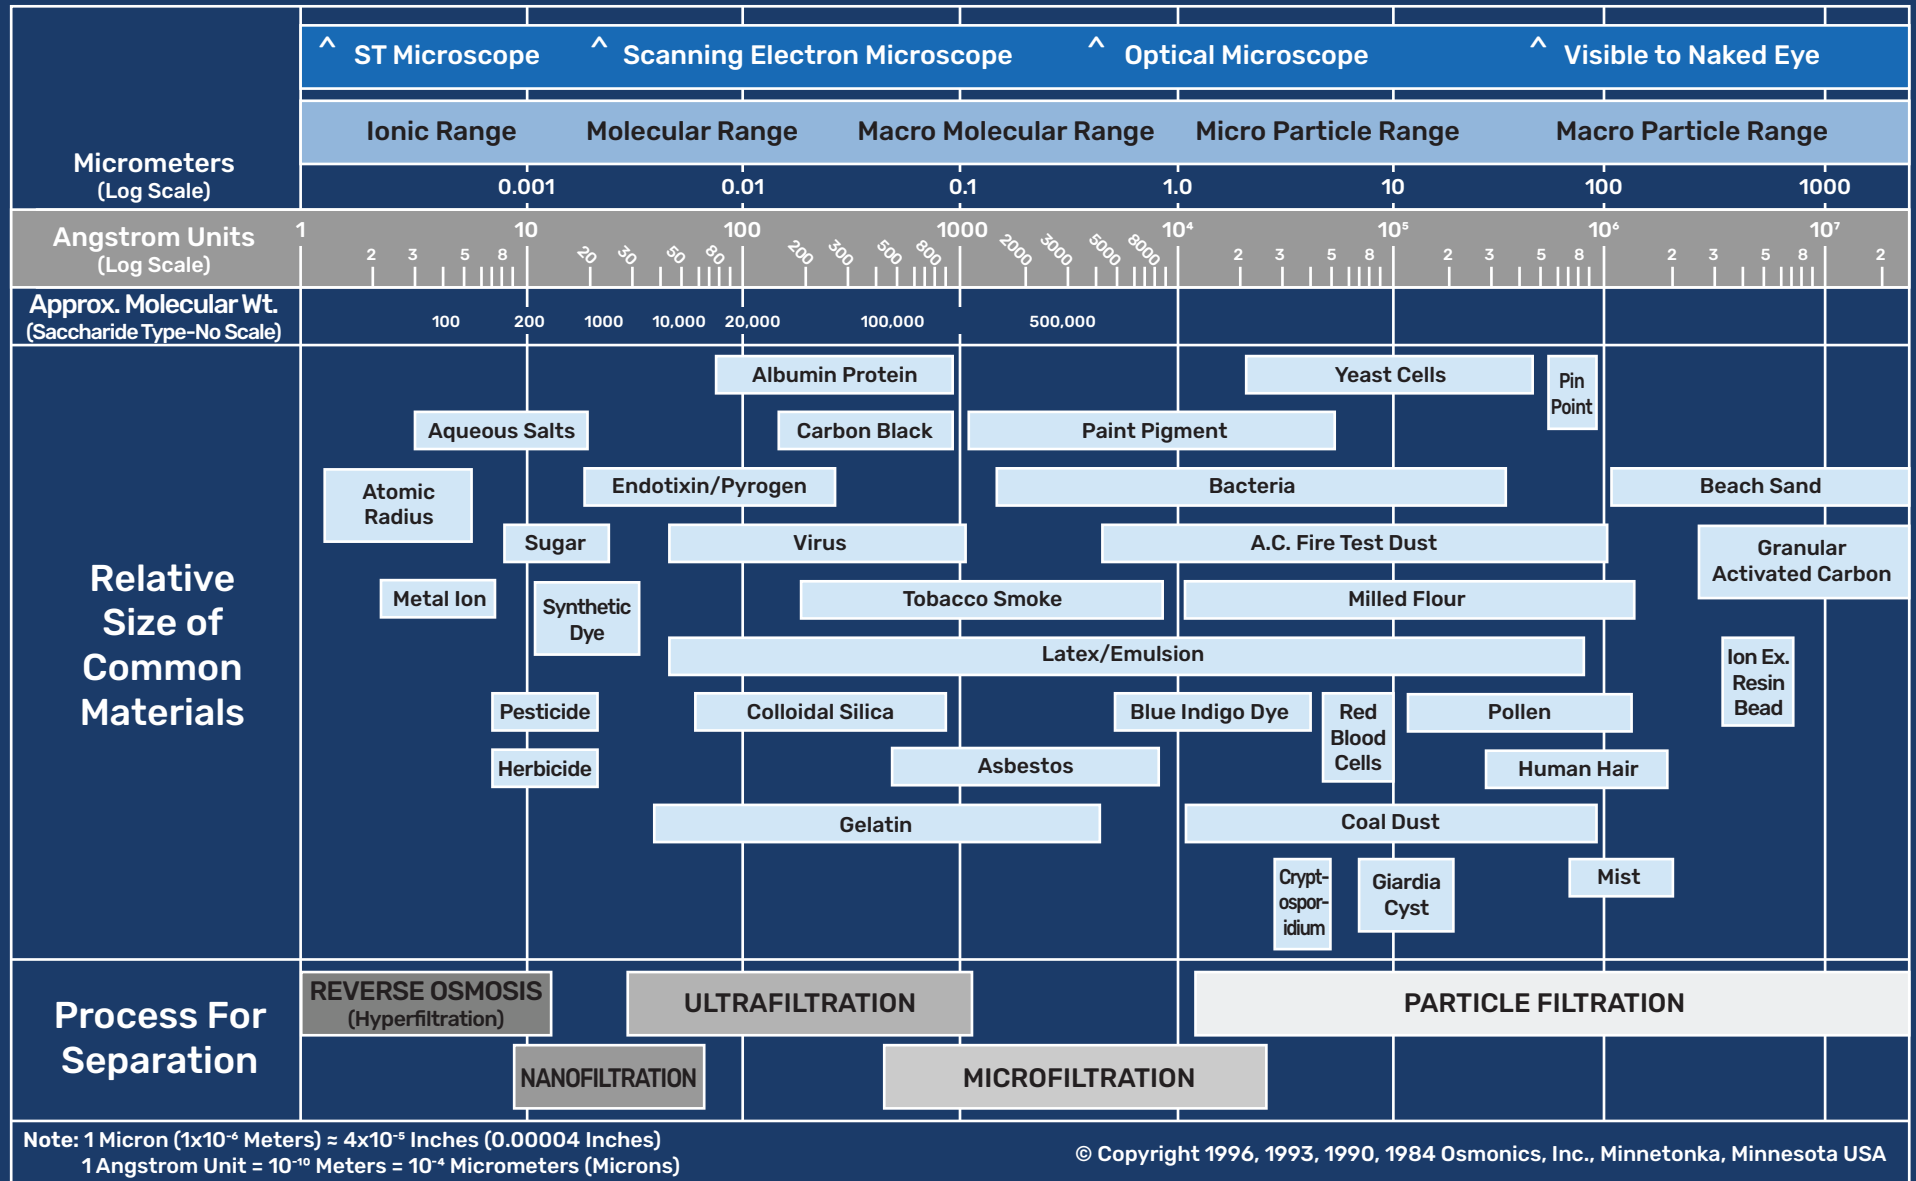 ^ ST Microscope ^ Scanning Electron Microscope ^ Optical Microscope ^ Visible to Naked Eye
Ionic Range Molecular Range Macro Molecular Range Micro Particle Range Macro Particle Range
Micrometers
(Log Scale)
0.001 0.01 0.1 1.0 10 100 1000
Angstrom Units
(Log Scale)
1 10 100 1000 10⁴ 10⁵ 10⁶ 10⁷
2 3 5 8 20 30 50 80 200 300 500 800 2000 3000 5000 8000 2 3 5 8 2 3 5 8 2 3 5 8 2
Approx. Molecular Wt.
(Saccharide Type-No Scale)
100 200 1000 10,000 20,000 100,000 500,000
Relative
Size of
Common
Materials
Albumin Protein
Yeast Cells
Pin
Point
Aqueous Salts
Carbon Black
Paint Pigment
Atomic
Radius
Endotixin/Pyrogen
Bacteria
Beach Sand
Sugar
Virus
A.C. Fire Test Dust
Granular
Activated Carbon
Metal Ion
Synthetic
Dye
Tobacco Smoke
Milled Flour
Latex/Emulsion
Ion Ex.
Resin
Bead
Pesticide
Colloidal Silica
Blue Indigo Dye
Red
Blood
Cells
Pollen
Herbicide
Asbestos
Human Hair
Gelatin
Coal Dust
Crypt-
ospor-
idium
Giardia
Cyst
Mist
Process For
Separation
REVERSE OSMOSIS
(Hyperfiltration)
ULTRAFILTRATION
PARTICLE FILTRATION
NANOFILTRATION
MICROFILTRATION
Note: 1 Micron (1x10⁻⁶ Meters) ≈ 4x10⁻⁵ Inches (0.00004 Inches)
1 Angstrom Unit = 10⁻¹⁰ Meters = 10⁻⁴ Micrometers (Microns)
© Copyright 1996, 1993, 1990, 1984 Osmonics, Inc., Minnetonka, Minnesota USA